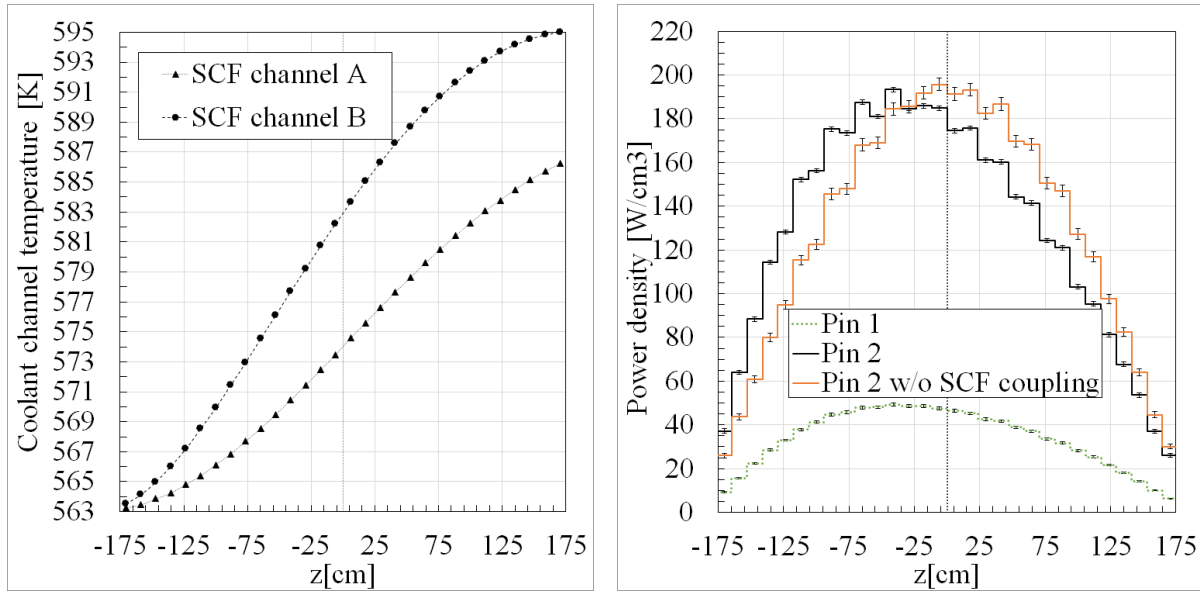 Coolant channel temperature [K]
595
593
591
589
587
585
583
581
579
577
575
573
571
569
567
565
563
SCF channel A
SCF channel B
-175 -125 -75 -25 25 75 125 175
z[cm]
Power density [W/cm3]
220
200
180
160
140
120
100
80
60
40
20
0
Pin 1
Pin 2
Pin 2 w/o SCF coupling
-175 -125 -75 -25 25 75 125 175
z[cm]